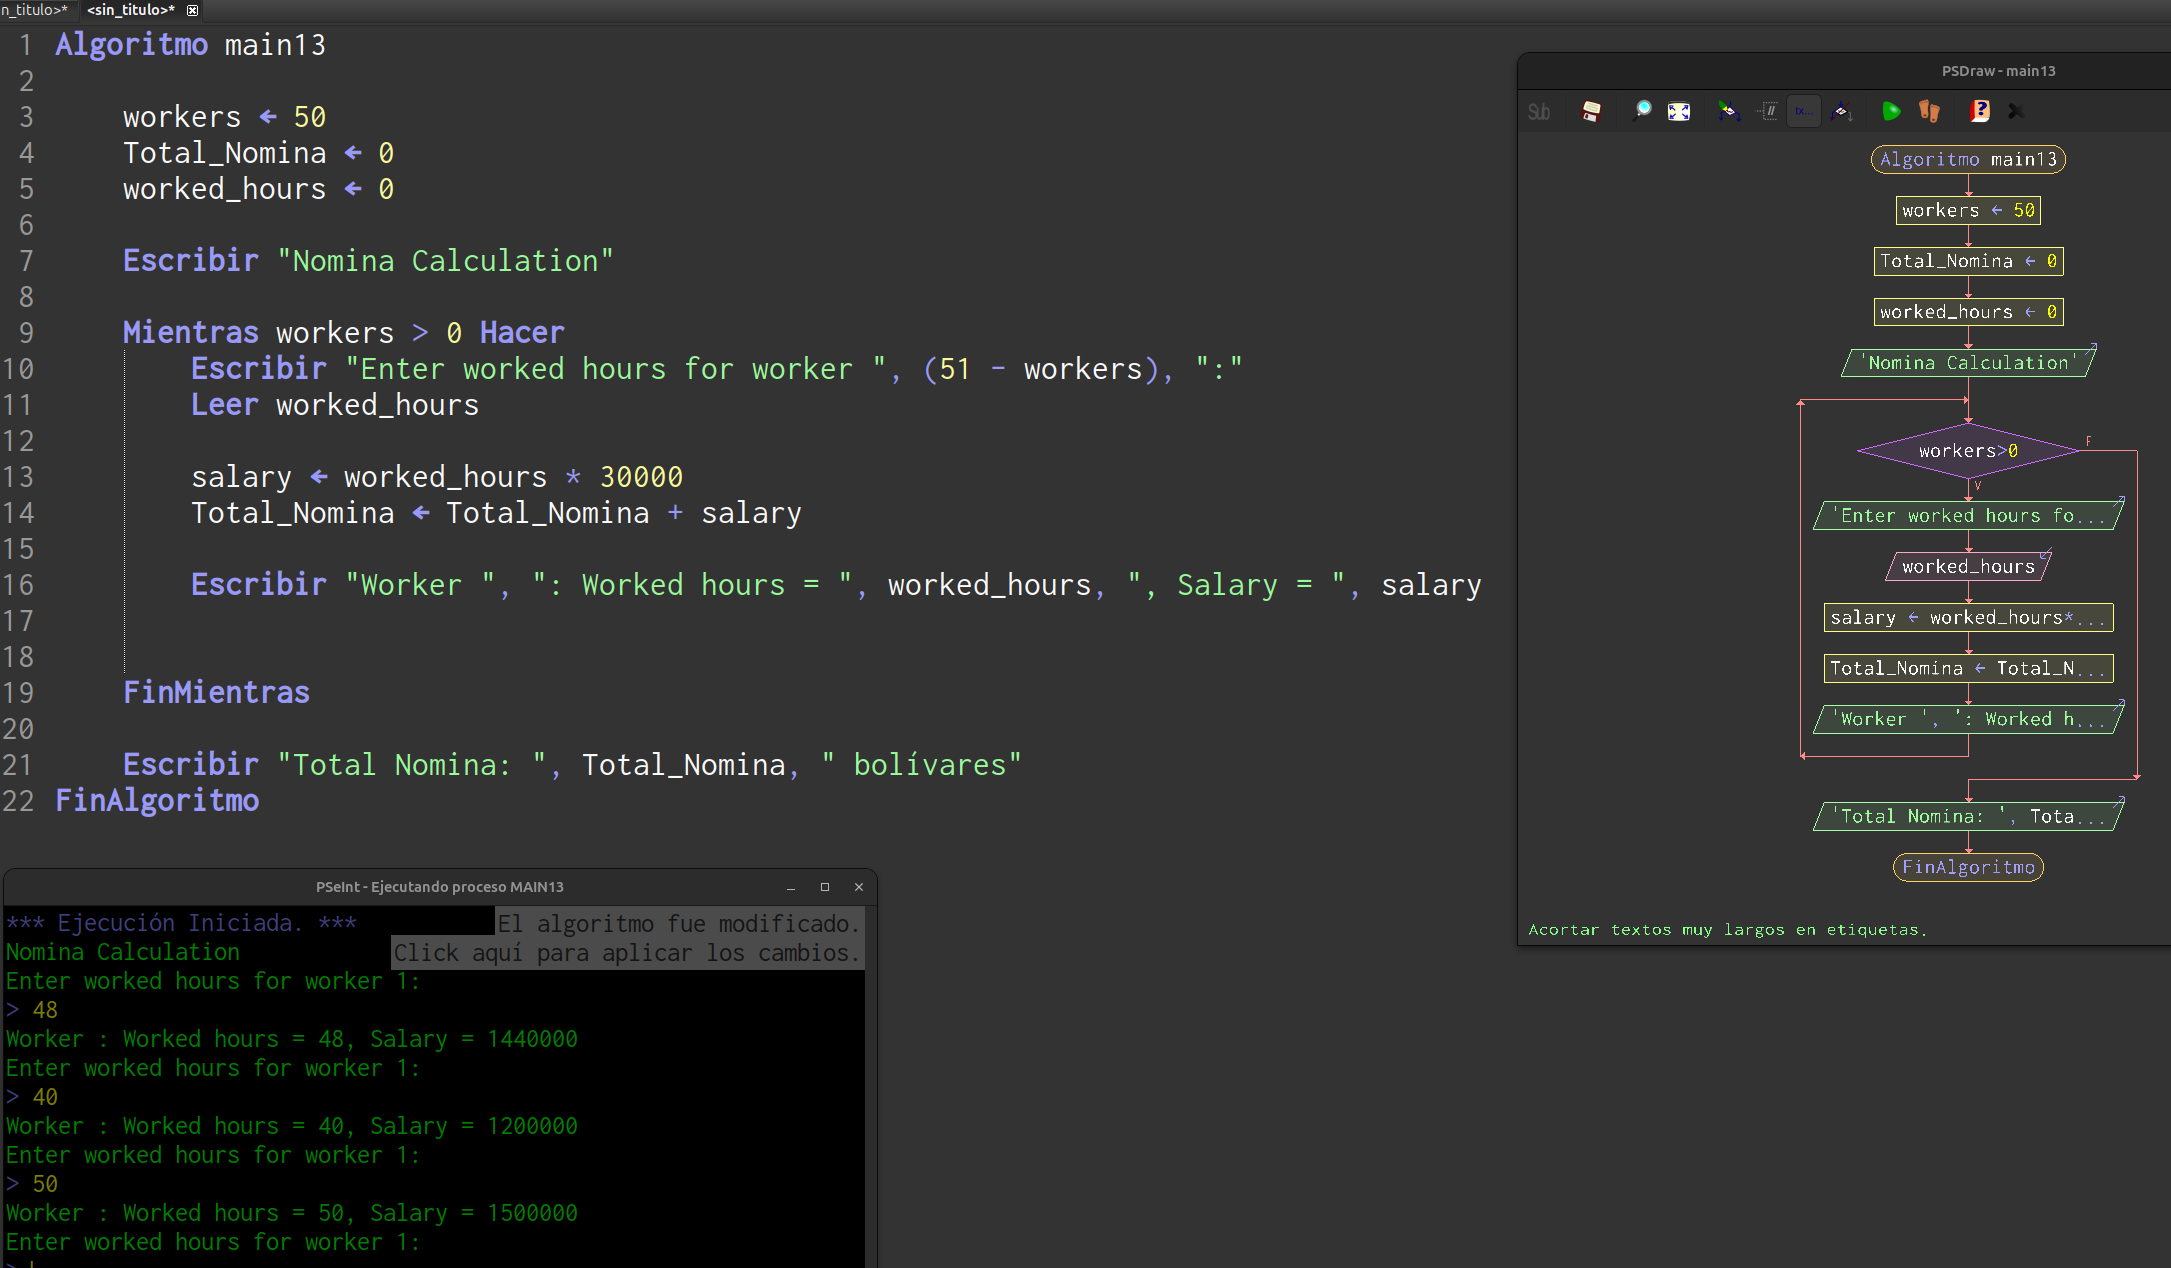 n_titulo>* <sin_titulo>*
1 Algoritmo main13
2
3 workers ← 50
4 Total_Nomina ← 0
5 worked_hours ← 0
6
7 Escribir "Nomina Calculation"
8
9 Mientras workers > 0 Hacer
10 Escribir "Enter worked hours for worker ", (51 - workers), ":"
11 Leer worked_hours
12
13 salary ← worked_hours * 30000
14 Total_Nomina ← Total_Nomina + salary
15
16 Escribir "Worker ", ": Worked hours = ", worked_hours, ", Salary = ", salary
17
18
19 FinMientras
20
21 Escribir "Total Nomina: ", Total_Nomina, " bolívares"
22 FinAlgoritmo
PSeInt - Ejecutando proceso MAIN13
*** Ejecución Iniciada. ***
El algoritmo fue modificado.
Click aquí para aplicar los cambios.
Nomina Calculation
Enter worked hours for worker 1:
> 48
Worker : Worked hours = 48, Salary = 1440000
Enter worked hours for worker 1:
> 40
Worker : Worked hours = 40, Salary = 1200000
Enter worked hours for worker 1:
> 50
Worker : Worked hours = 50, Salary = 1500000
Enter worked hours for worker 1:
PSDraw - main13
Sub
tx...
Algoritmo main13
workers ← 50
Total_Nomina ← 0
worked_hours ← 0
'Nomina Calculation'
workers>0
F
V
'Enter worked hours fo...
worked_hours
salary ← worked_hours*...
Total_Nomina ← Total_N...
'Worker ', ': Worked h...
'Total Nomina: ', Tota...
FinAlgoritmo
Acortar textos muy largos en etiquetas.